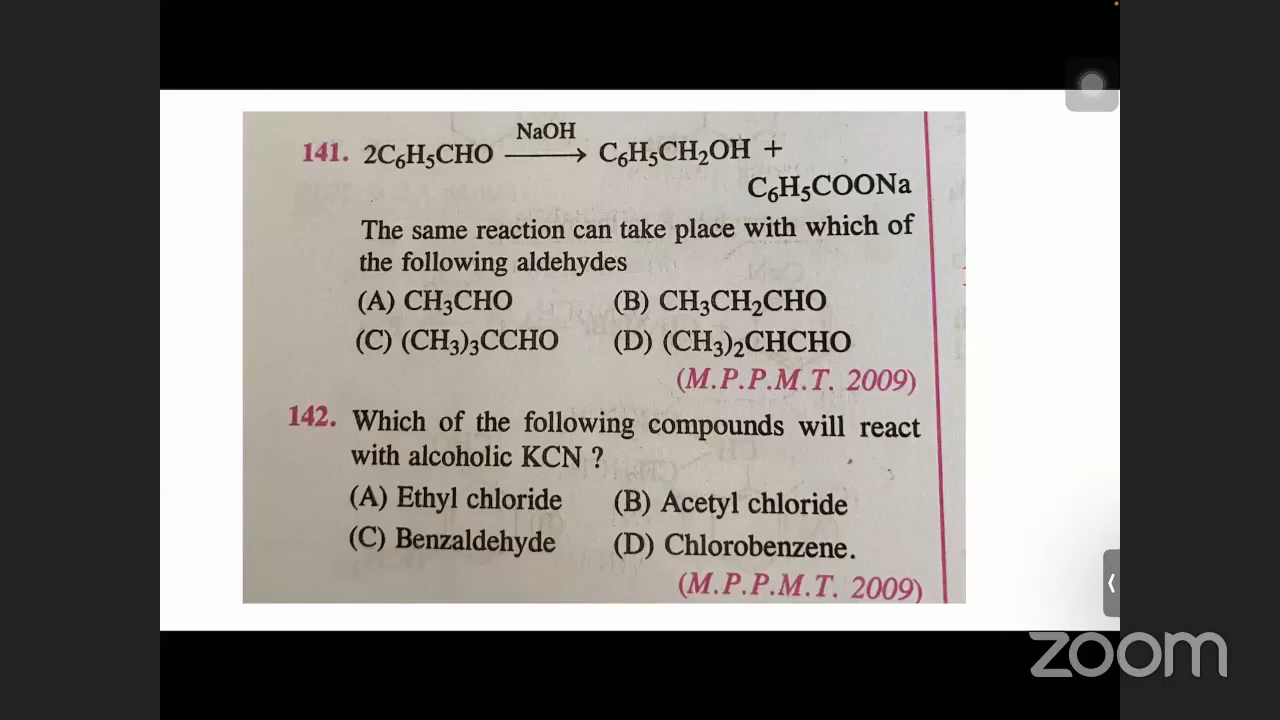 NaOH
141. 2C₆H₅CHO ⟶ C₆H₅CH₂OH +
C₆H₅COONa
The same reaction can take place with which of
the following aldehydes
(A) CH₃CHO (B) CH₃CH₂CHO
(C) (CH₃)₃CCHO (D) (CH₃)₂CHCHO
(M.P.P.M.T. 2009)
142. Which of the following compounds will react
with alcoholic KCN ?
(A) Ethyl chloride (B) Acetyl chloride
(C) Benzaldehyde (D) Chlorobenzene.
(M.P.P.M.T. 2009)
zoom